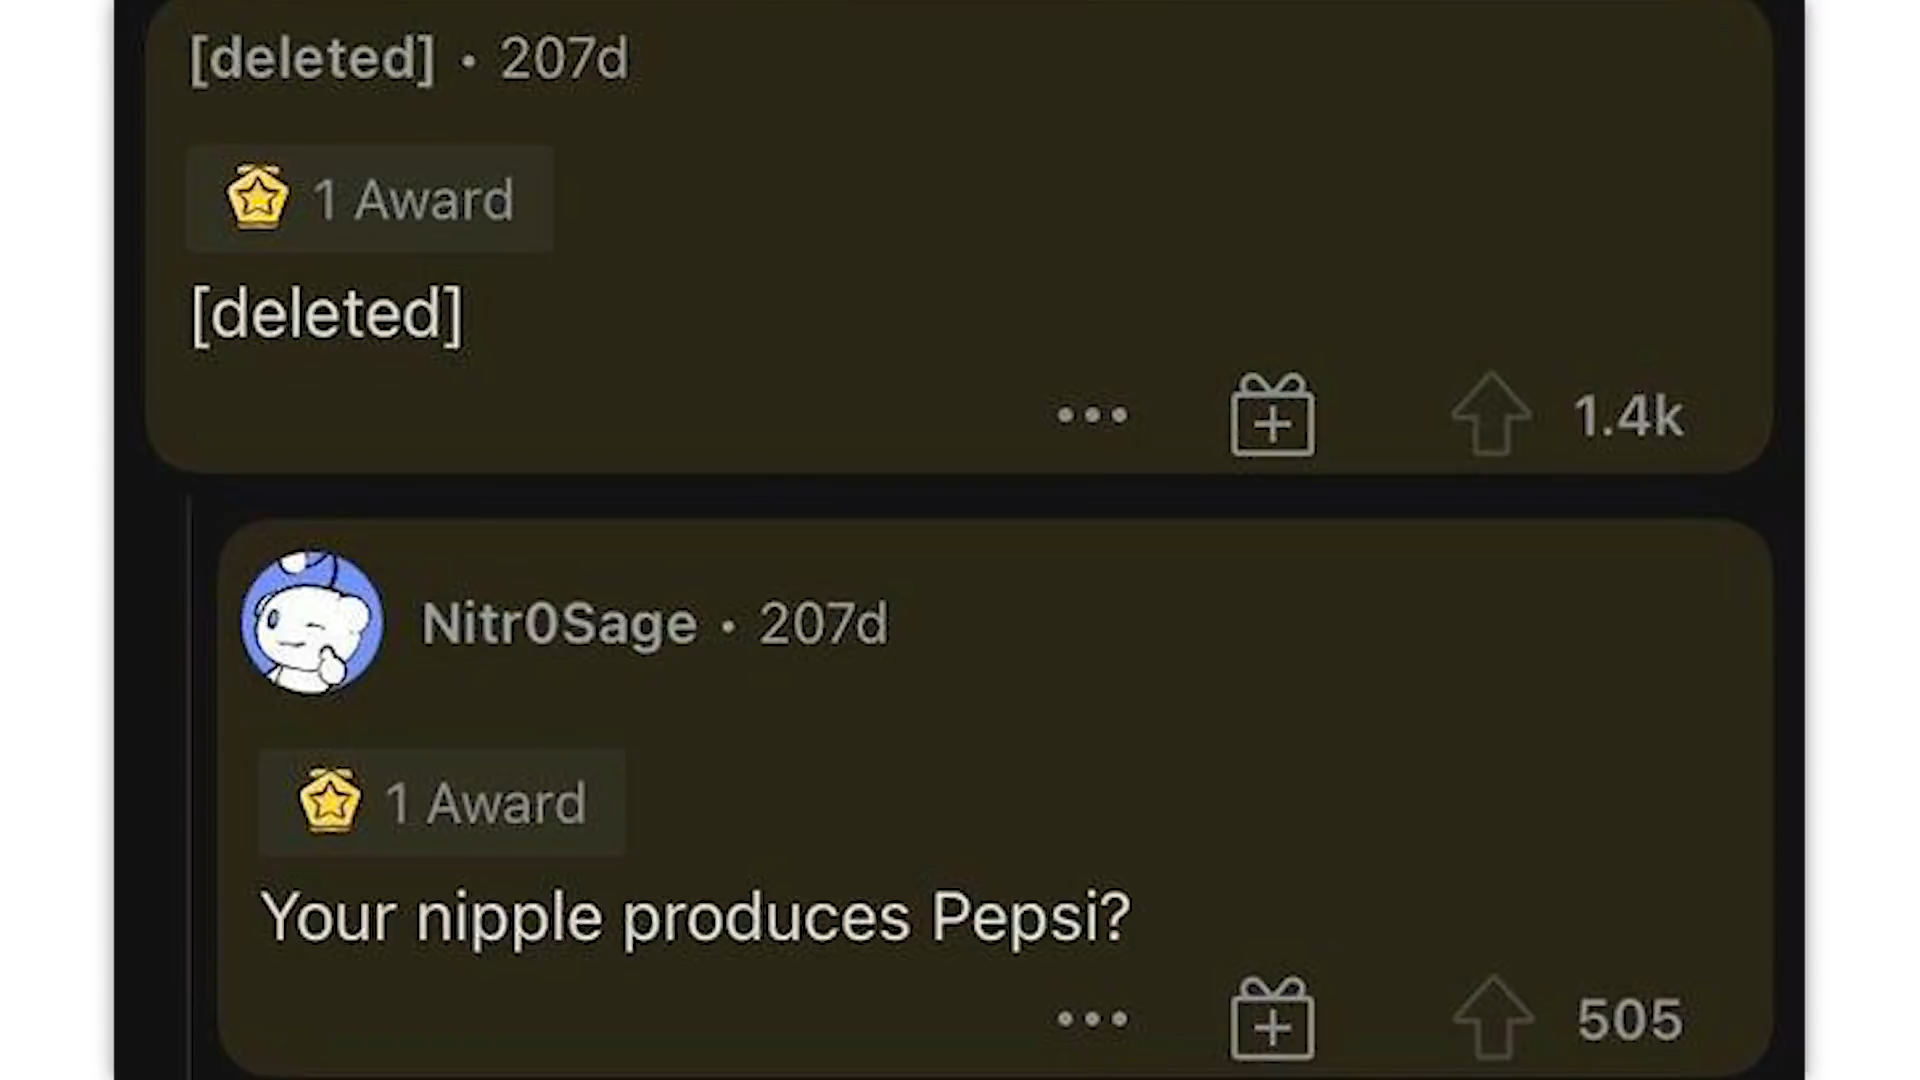 [deleted] • 207d
1 Award
[deleted]
1.4k
Nitr0Sage • 207d
1 Award
Your nipple produces Pepsi?
505